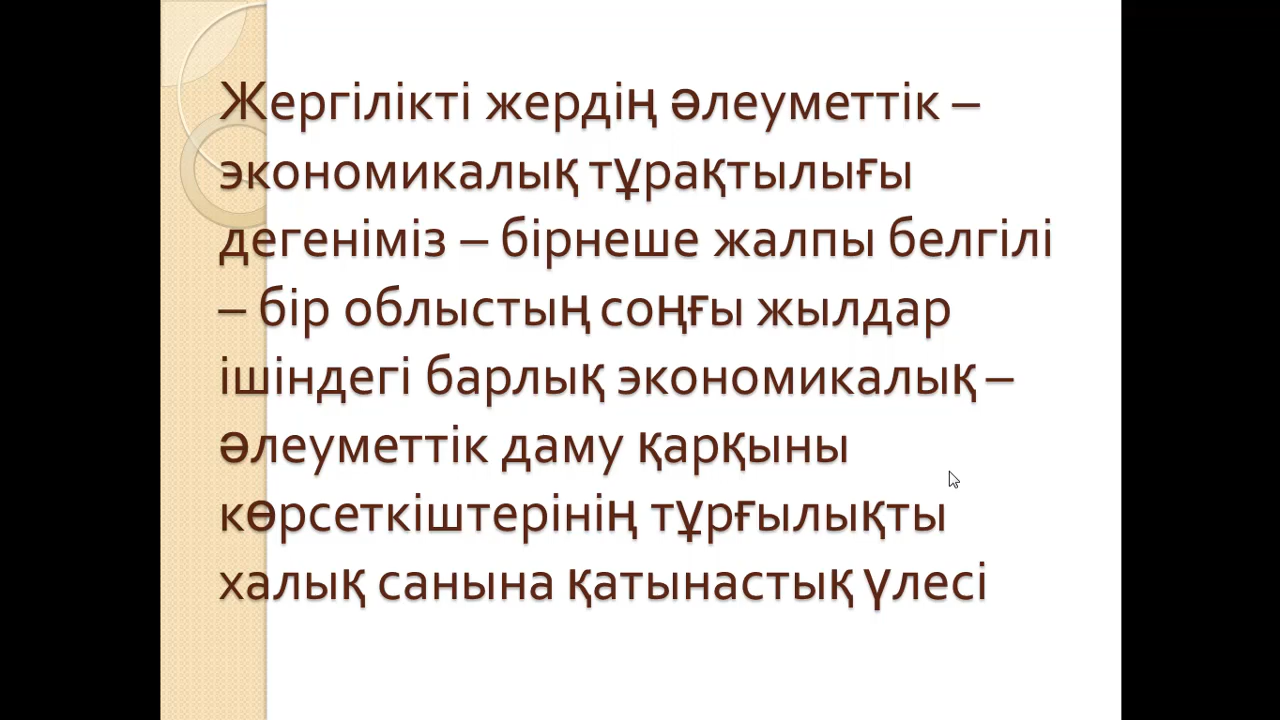 Жергілікті жердің әлеуметтік –
экономикалық тұрақтылығы
дегеніміз – бірнеше жалпы белгілі
– бір облыстың соңғы жылдар
ішіндегі барлық экономикалық –
әлеуметтік даму қарқыны
көрсеткіштерінің тұрғылықты
халық санына қатынастық үлесі